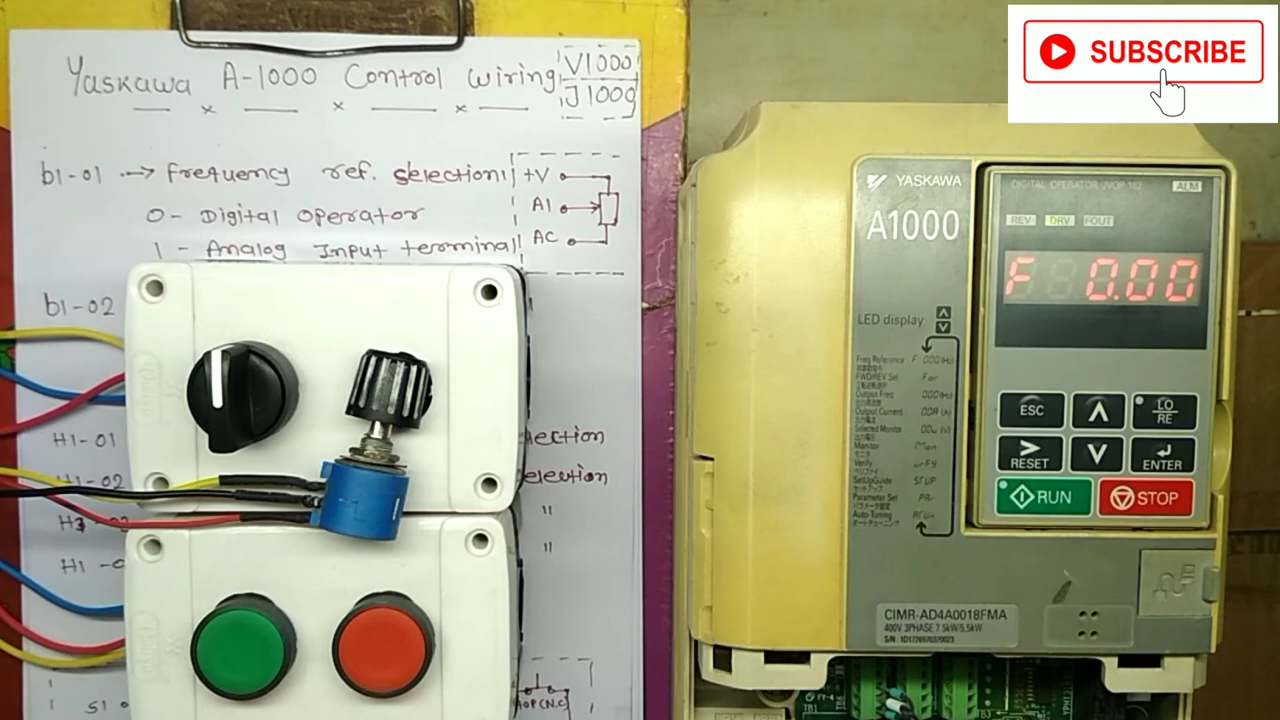 SUBSCRIBE
Yaskawa A-1000 Control wiring V1000
J1000
b1-01 → Frequency ref. selection +V
0- Digital operator A1
1- Analog Input terminal AC
b1-02
H1-01
H1-02
H1
"
"
S1
YASKAWA
A1000
DIGITAL OPERATOR JVOP-182 ALM
REV DRV FOUT
F 0.00
LED display
Freq Reference
FWD/REV Sel
Output Freq
Output Current
Selected Monitor
Monitor
Verify
SetUpGuide
Parameter Set
Auto-Tuning
ESC LO
RE
RESET ENTER
RUN STOP
CIMR-AD4A0018FMA
400V 3PHASE 7.5kW/5.5kW
TB1